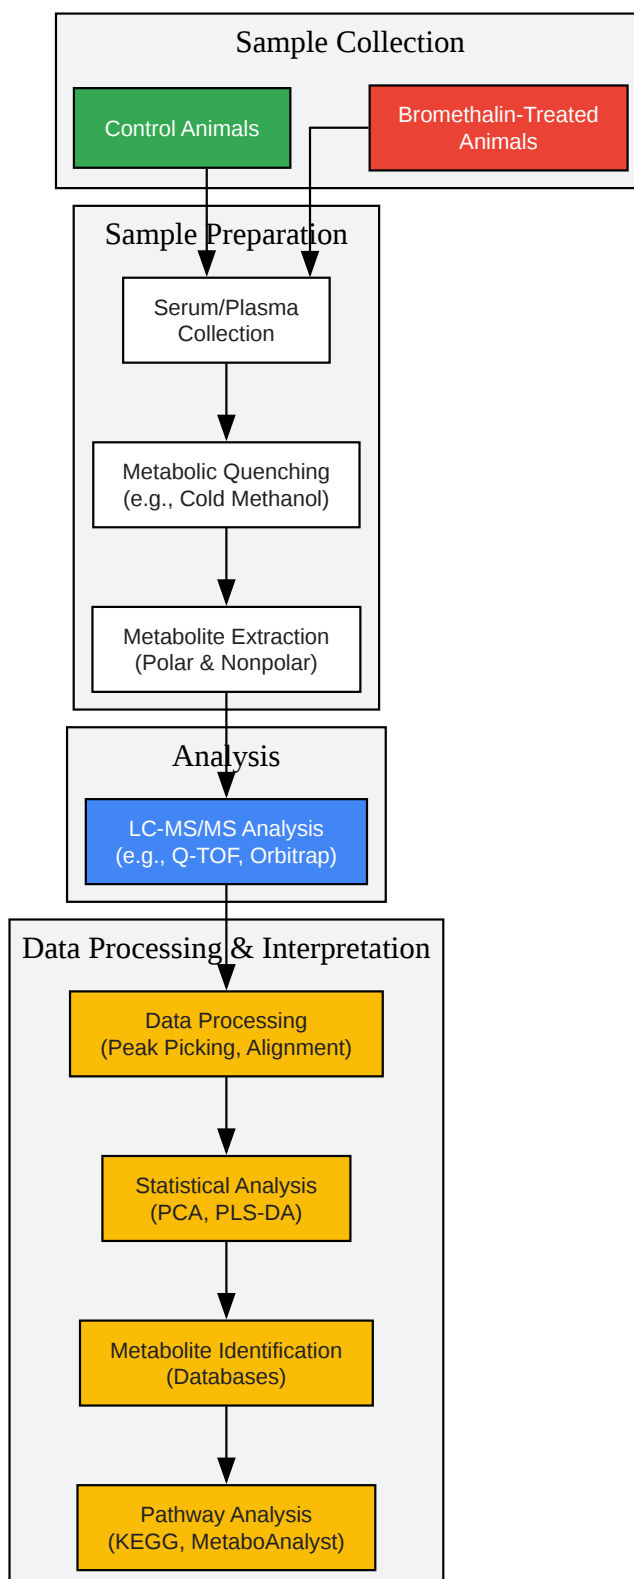 Sample Collection
Control Animals
Bromethalin-Treated
Animals
Sample Preparation
Serum/Plasma
Collection
Metabolic Quenching
(e.g., Cold Methanol)
Metabolite Extraction
(Polar & Nonpolar)
Analysis
LC-MS/MS Analysis
(e.g., Q-TOF, Orbitrap)
Data Processing & Interpretation
Data Processing
(Peak Picking, Alignment)
Statistical Analysis
(PCA, PLS-DA)
Metabolite Identification
(Databases)
Pathway Analysis
(KEGG, MetaboAnalyst)